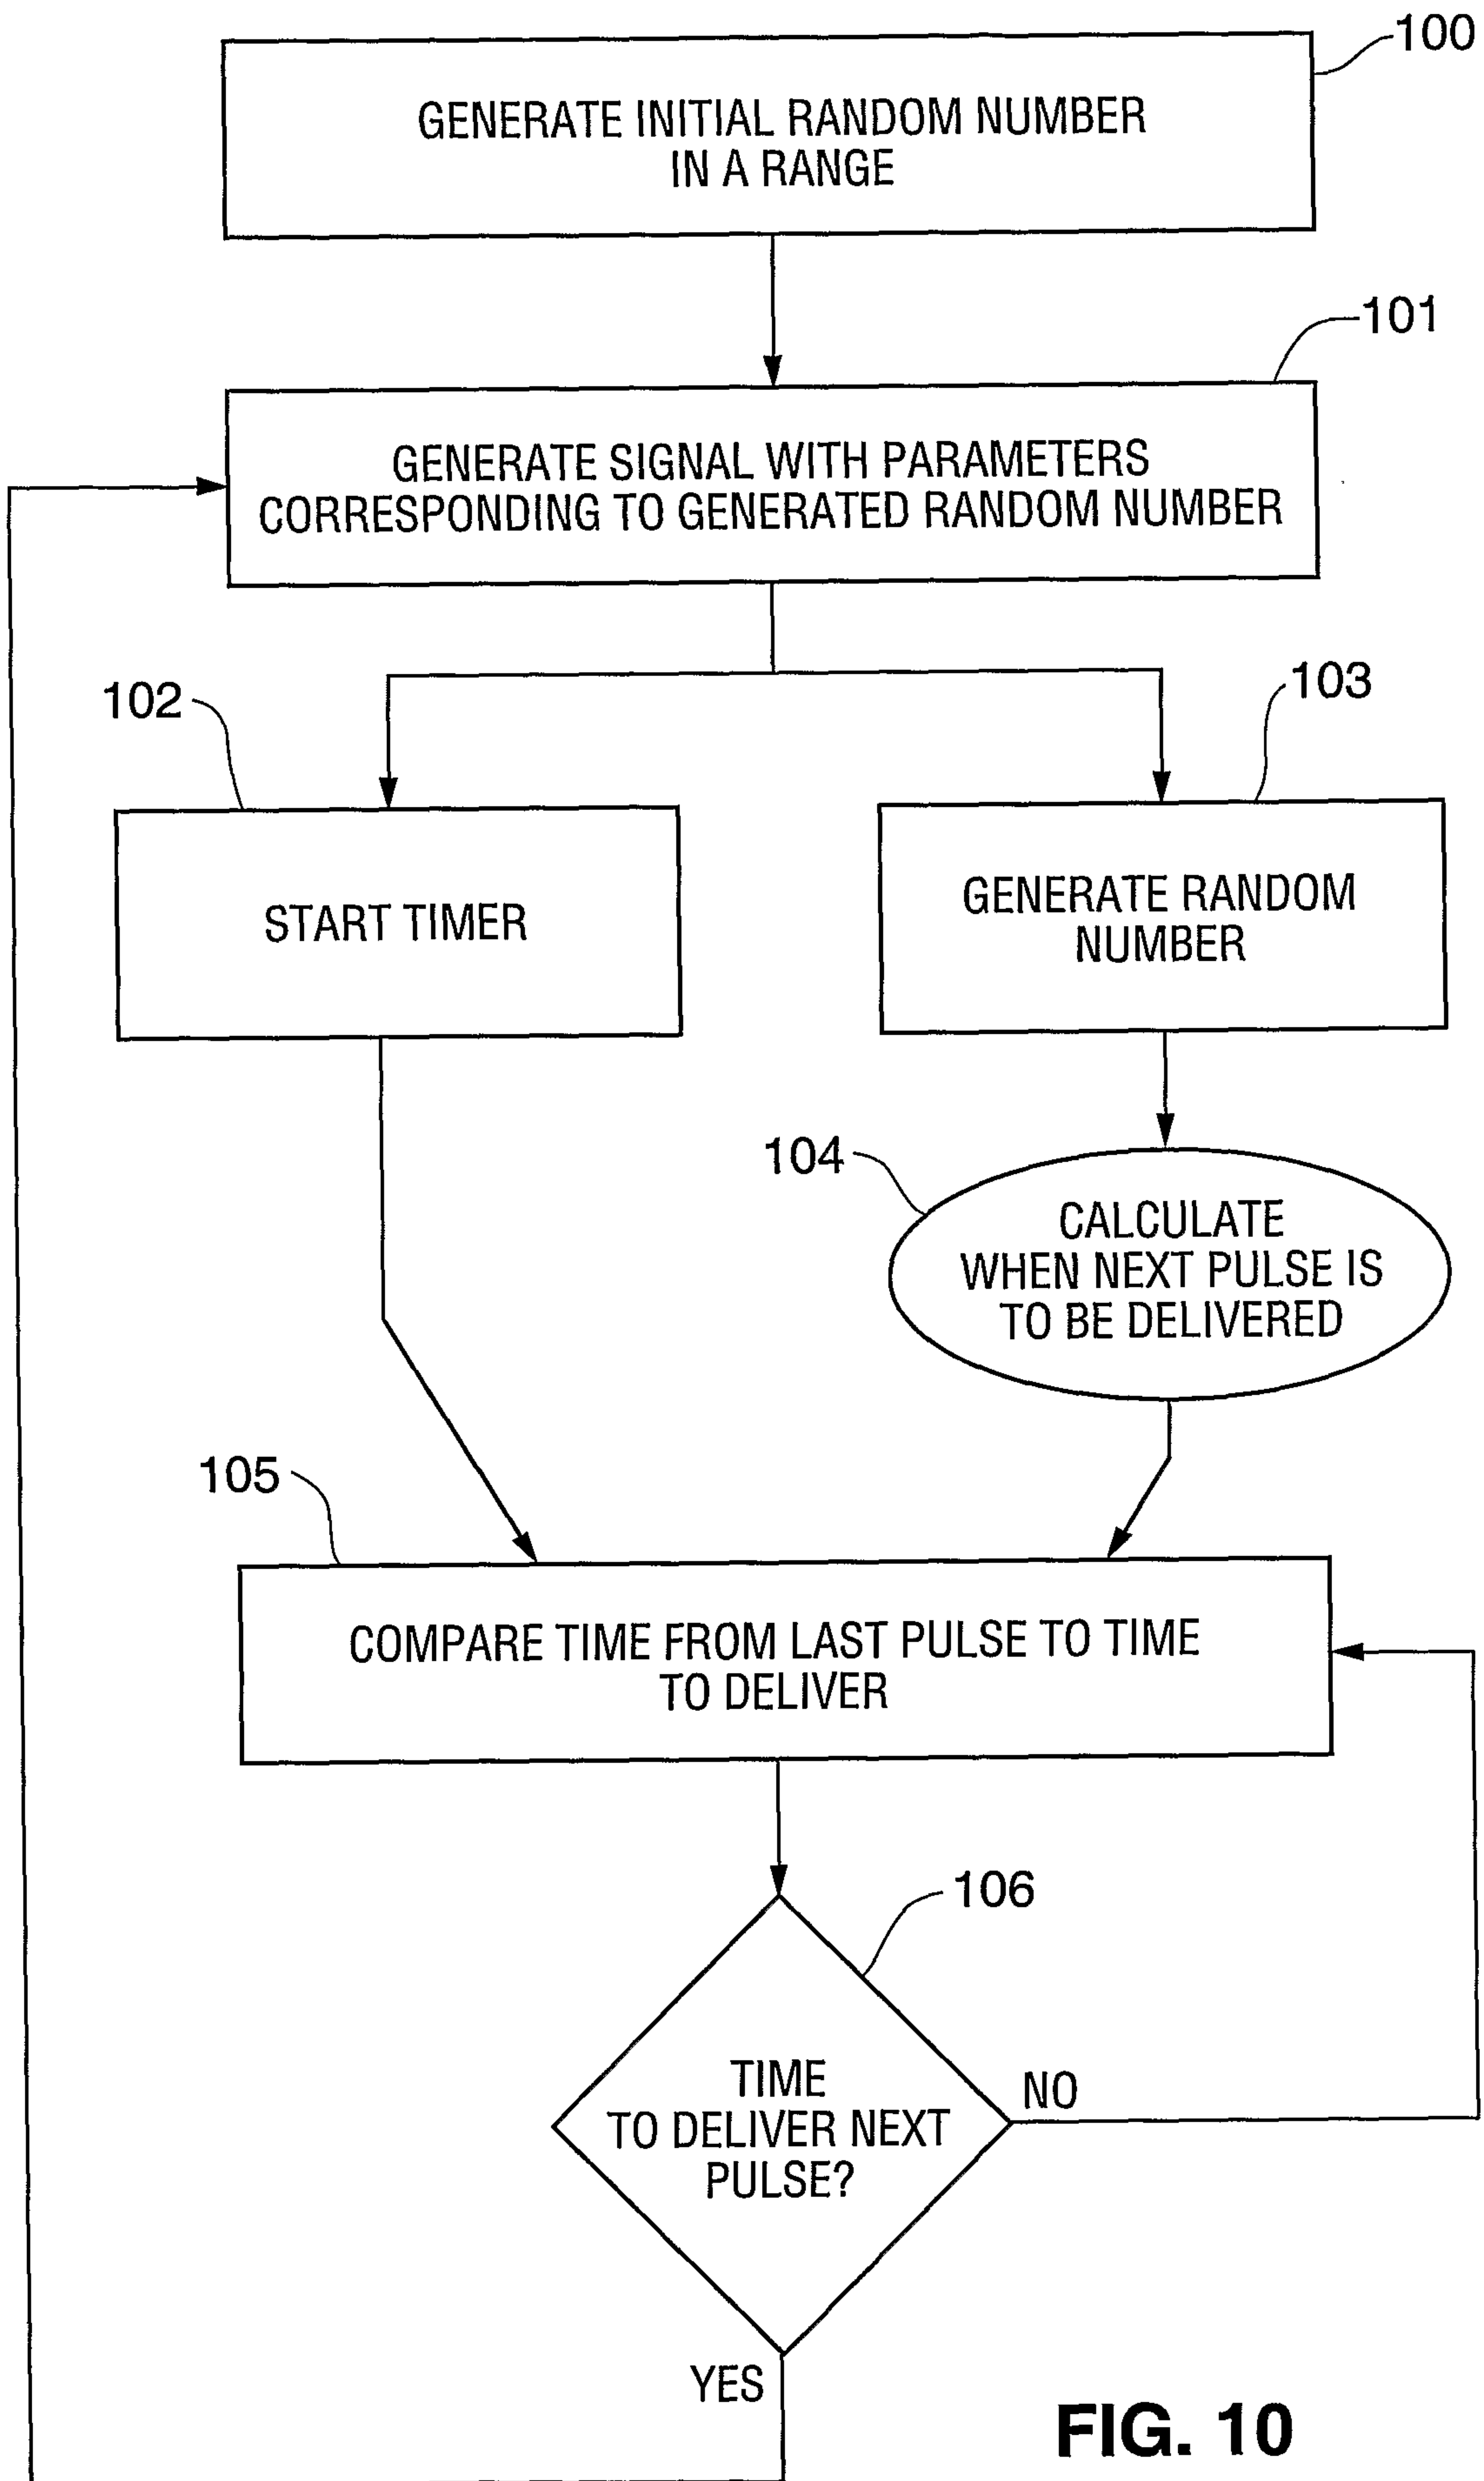 100
GENERATE INITIAL RANDOM NUMBER
IN A RANGE
101
GENERATE SIGNAL WITH PARAMETERS
CORRESPONDING TO GENERATED RANDOM NUMBER
102
103
START TIMER
GENERATE RANDOM
NUMBER
104
CALCULATE
WHEN NEXT PULSE IS
TO BE DELIVERED
105
COMPARE TIME FROM LAST PULSE TO TIME
TO DELIVER
106
TIME
TO DELIVER NEXT
PULSE?
NO
YES
FIG. 10